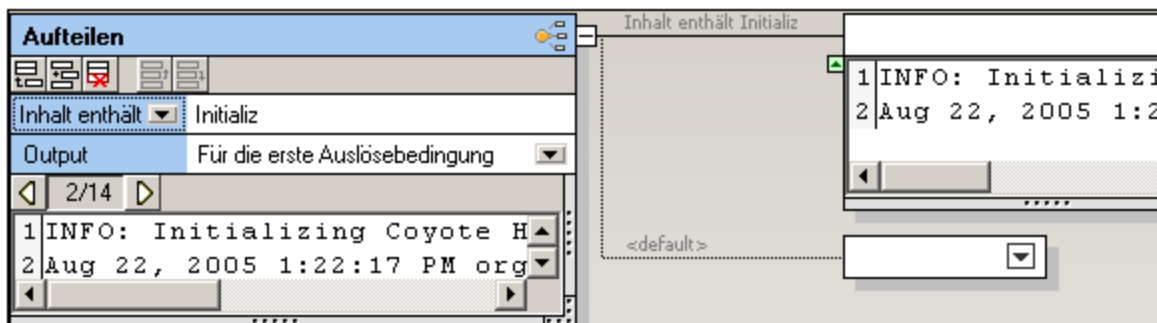 Aufteilen
Inhalt enthält Initializ
Output Für die erste Auslösebedingung
2/14
1 INFO: Initializing Coyote H
2 Aug 22, 2005 1:22:17 PM org
Inhalt enthält Initializ
1 INFO: Initializi
2 Aug 22, 2005 1:2
<default>